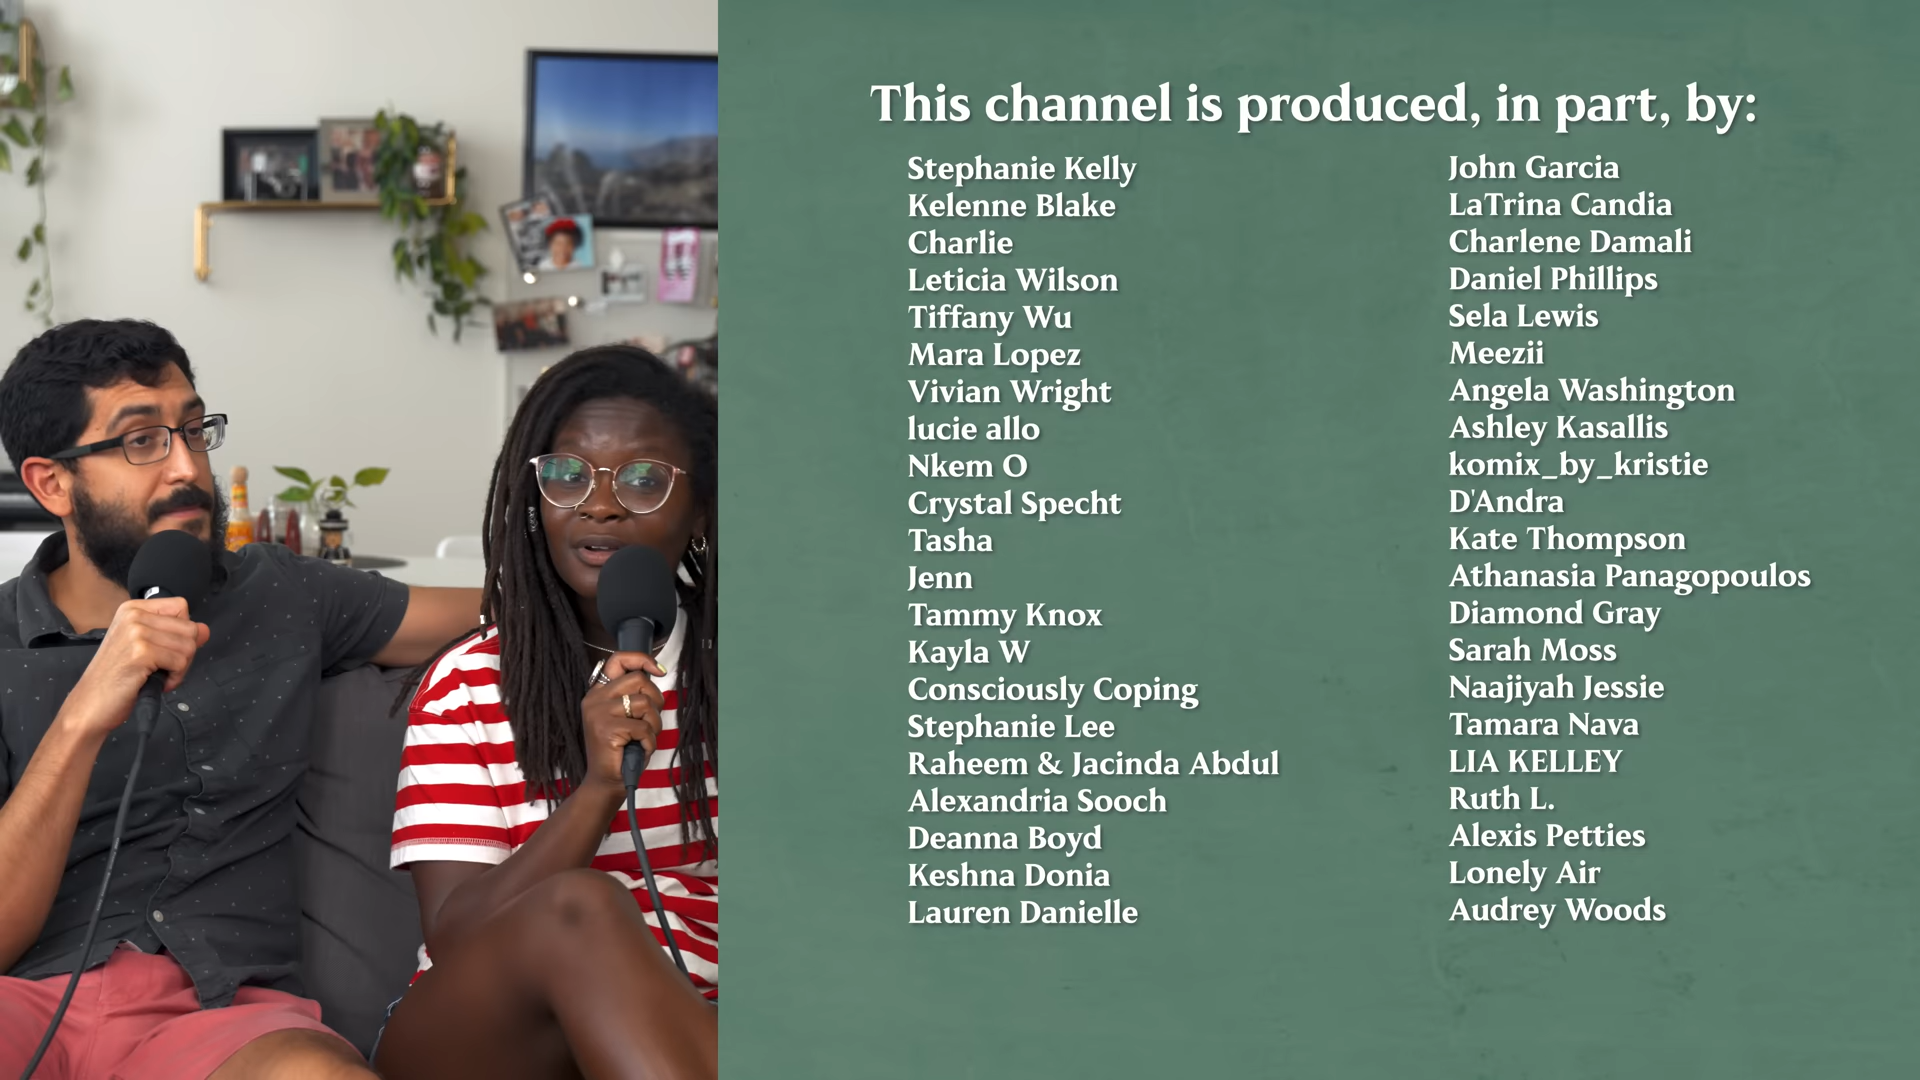 This channel is produced, in part, by:
Stephanie Kelly
Kelenne Blake
Charlie
Leticia Wilson
Tiffany Wu
Mara Lopez
Vivian Wright
lucie allo
Nkem O
Crystal Specht
Tasha
Jenn
Tammy Knox
Kayla W
Consciously Coping
Stephanie Lee
Raheem & Jacinda Abdul
Alexandria Sooch
Deanna Boyd
Keshna Donia
Lauren Danielle
John Garcia
LaTrina Candia
Charlene Damali
Daniel Phillips
Sela Lewis
Meezii
Angela Washington
Ashley Kasallis
komix_by_kristie
D'Andra
Kate Thompson
Athanasia Panagopoulos
Diamond Gray
Sarah Moss
Naajiyah Jessie
Tamara Nava
LIA KELLEY
Ruth L.
Alexis Petties
Lonely Air
Audrey Woods